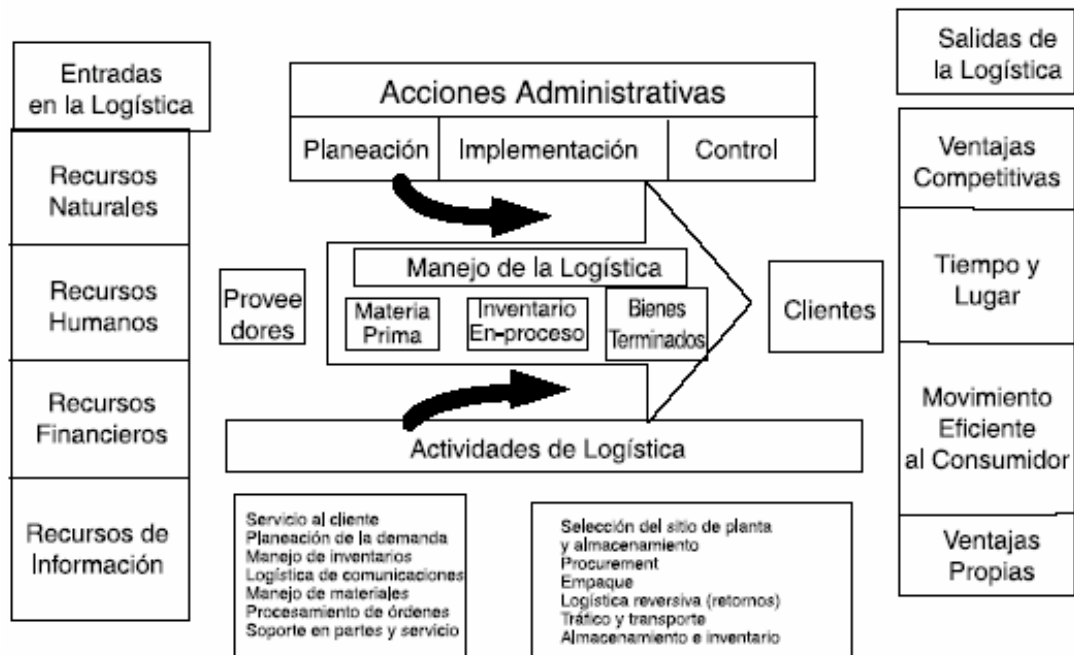 Entradas
en la Logística
Recursos
Naturales
Recursos
Humanos
Recursos
Financieros
Recursos de
Información
Acciones Administrativas
Planeación
Implementación
Control
Manejo de la Logística
Provee
dores
Materia
Prima
Inventario
En-proceso
Bienes
Terminados
Clientes
Actividades de Logística
Servicio al cliente
Planeación de la demanda
Manejo de inventarios
Logística de comunicaciones
Manejo de materiales
Procesamiento de órdenes
Soporte en partes y servicio
Selección del sitio de planta
y almacenamiento
Procurement
Empaque
Logística reversiva (retornos)
Tráfico y transporte
Almacenamiento e inventario
Salidas de
la Logística
Ventajas
Competitivas
Tiempo y
Lugar
Movimiento
Eficiente
al Consumidor
Ventajas
Propias